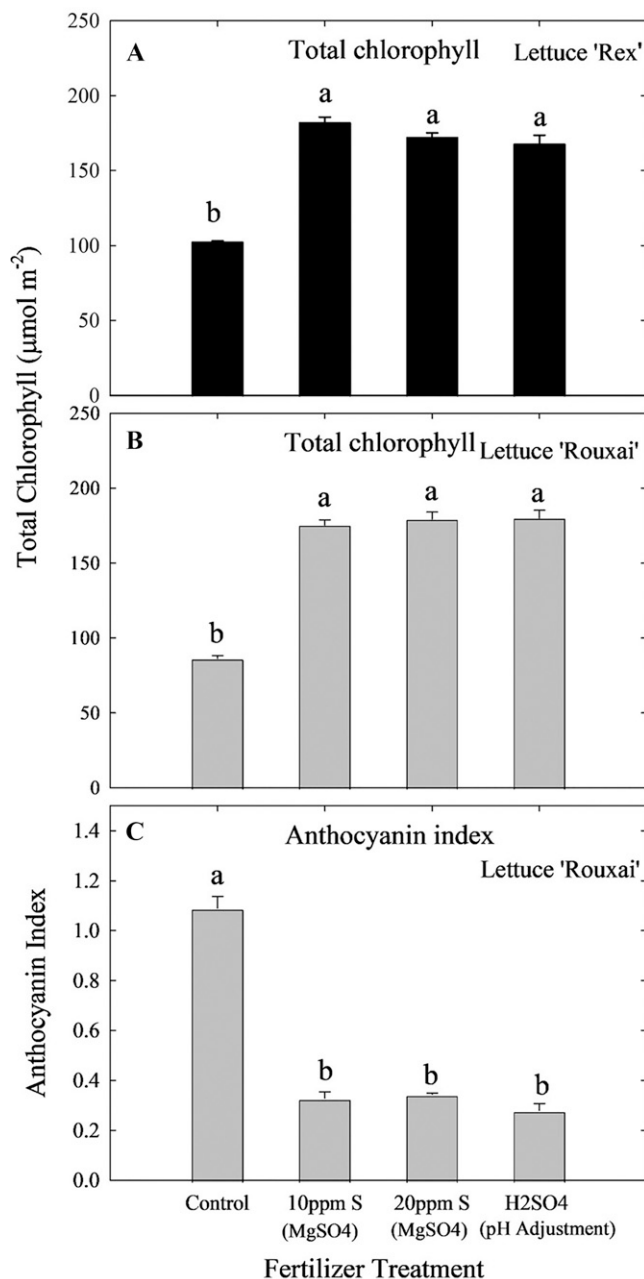 A
Total chlorophyll
Lettuce 'Rex'
250
200
150
100
50
0
b
a
a
a
Total Chlorophyll (µmol m-2)
B
Total chlorophyll
Lettuce 'Rouxai'
250
200
150
100
50
0
b
a
a
a
C
Anthocyanin index
Lettuce 'Rouxai'
1.4
1.2
1.0
0.8
0.6
0.4
0.2
0.0
a
b
b
b
Anthocyanin Index
Control 10ppm S 20ppm S H2SO4
(MgSO4) (MgSO4) (pH Adjustment)
Fertilizer Treatment